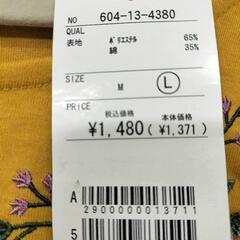 NO 604-13-4380
QUAL
表地 ポリエステル 65%
綿 35%
SIZE
M L
PRICE
税込価格 本体価格
¥1,480 (¥1,371)
A
2900000013711
5